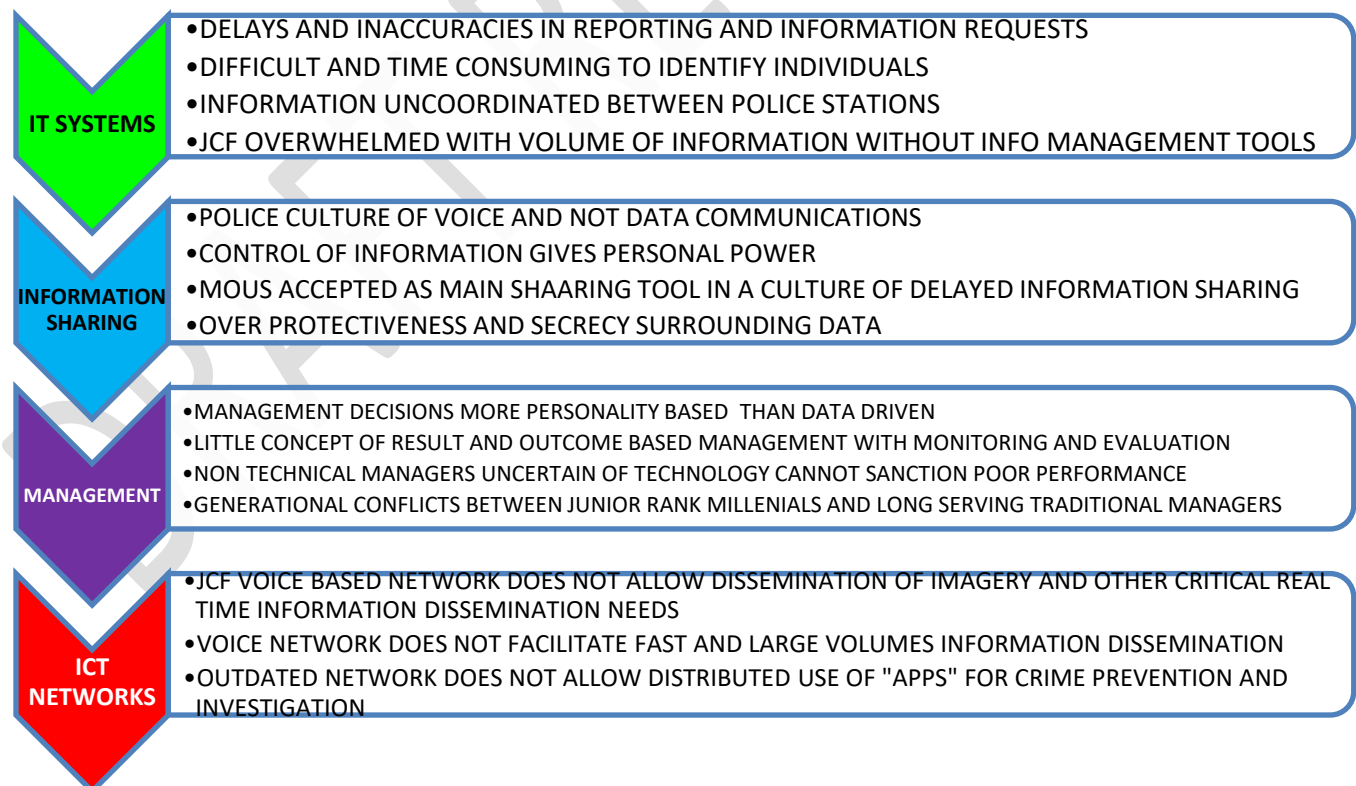 IT SYSTEMS
•DELAYS AND INACCURACIES IN REPORTING AND INFORMATION REQUESTS
•DIFFICULT AND TIME CONSUMING TO IDENTIFY INDIVIDUALS
•INFORMATION UNCOORDINATED BETWEEN POLICE STATIONS
•JCF OVERWHELMED WITH VOLUME OF INFORMATION WITHOUT INFO MANAGEMENT TOOLS
INFORMATION
SHARING
•POLICE CULTURE OF VOICE AND NOT DATA COMMUNICATIONS
•CONTROL OF INFORMATION GIVES PERSONAL POWER
•MOUS ACCEPTED AS MAIN SHAARING TOOL IN A CULTURE OF DELAYED INFORMATION SHARING
•OVER PROTECTIVENESS AND SECRECY SURROUNDING DATA
MANAGEMENT
•MANAGEMENT DECISIONS MORE PERSONALITY BASED THAN DATA DRIVEN
•LITTLE CONCEPT OF RESULT AND OUTCOME BASED MANAGEMENT WITH MONITORING AND EVALUATION
•NON TECHNICAL MANAGERS UNCERTAIN OF TECHNOLOGY CANNOT SANCTION POOR PERFORMANCE
•GENERATIONAL CONFLICTS BETWEEN JUNIOR RANK MILLENIALS AND LONG SERVING TRADITIONAL MANAGERS
ICT
NETWORKS
•JCF VOICE BASED NETWORK DOES NOT ALLOW DISSEMINATION OF IMAGERY AND OTHER CRITICAL REAL
TIME INFORMATION DISSEMINATION NEEDS
•VOICE NETWORK DOES NOT FACILITATE FAST AND LARGE VOLUMES INFORMATION DISSEMINATION
•OUTDATED NETWORK DOES NOT ALLOW DISTRIBUTED USE OF "APPS" FOR CRIME PREVENTION AND
INVESTIGATION